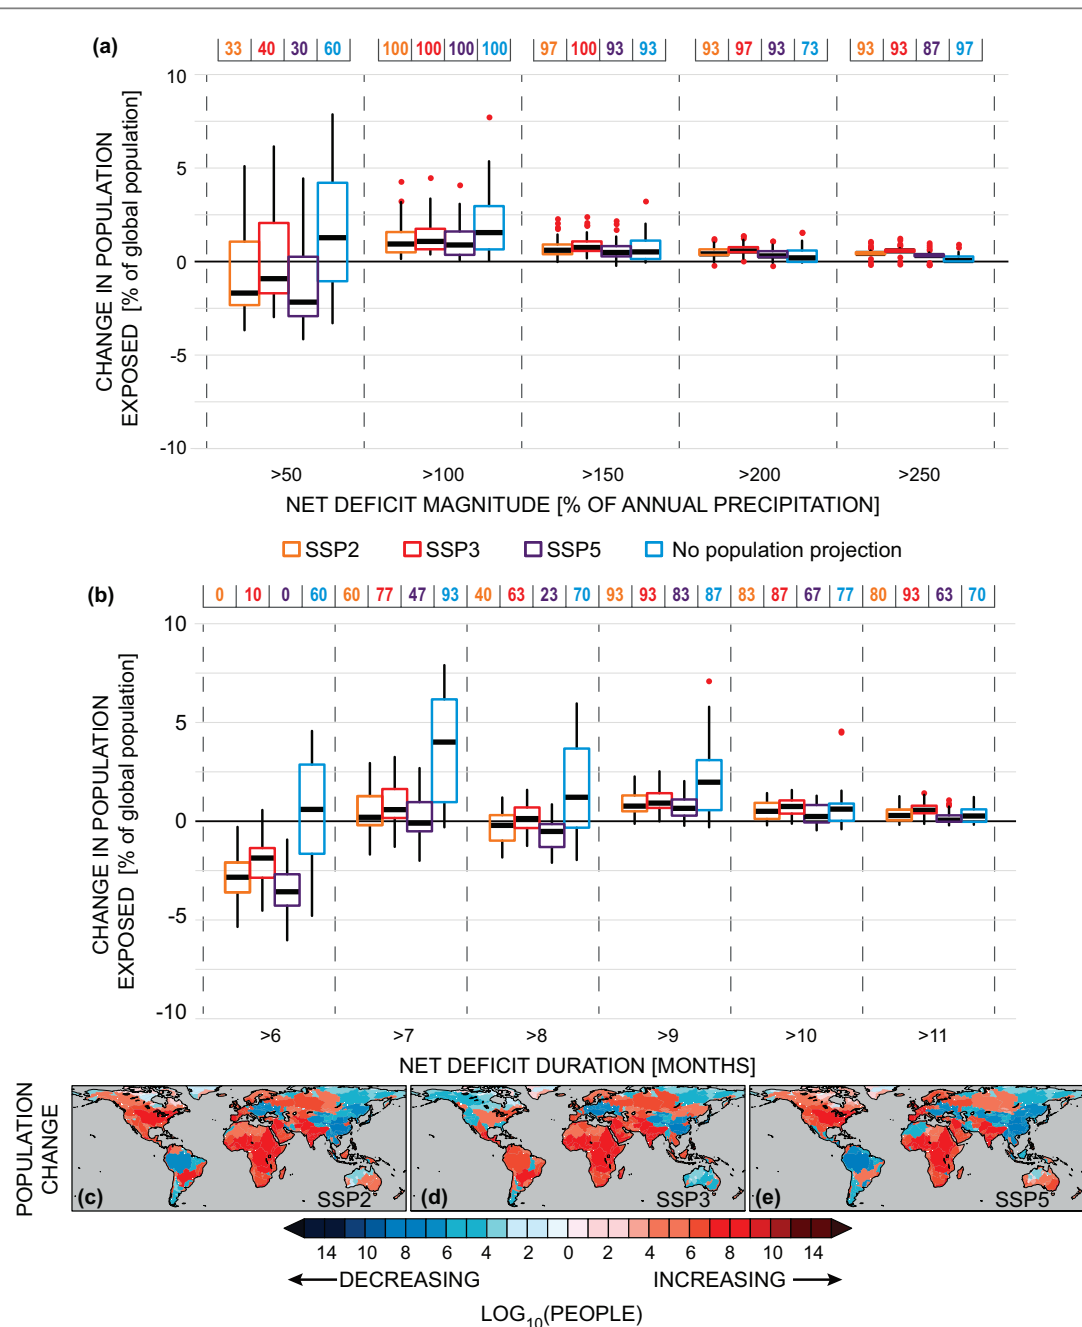 (a) 33 40 30 60 100 100 100 100 97 100 93 93 93 97 93 73 93 93 87 97
10
5
0
-5
-10
CHANGE IN POPULATION
EXPOSED [% of global population]
>50 >100 >150 >200 >250
NET DEFICIT MAGNITUDE [% OF ANNUAL PRECIPITATION]
SSP2 SSP3 SSP5 No population projection
(b) 0 10 0 60 60 77 47 93 40 63 23 70 93 93 83 87 83 87 67 77 80 93 63 70
10
5
0
-5
-10
CHANGE IN POPULATION
EXPOSED [% of global population]
>6 >7 >8 >9 >10 >11
NET DEFICIT DURATION [MONTHS]
POPULATION
CHANGE
(c) SSP2 (d) SSP3 (e) SSP5
14 10 8 6 4 2 0 2 4 6 8 10 14
DECREASING INCREASING
LOG10(PEOPLE)